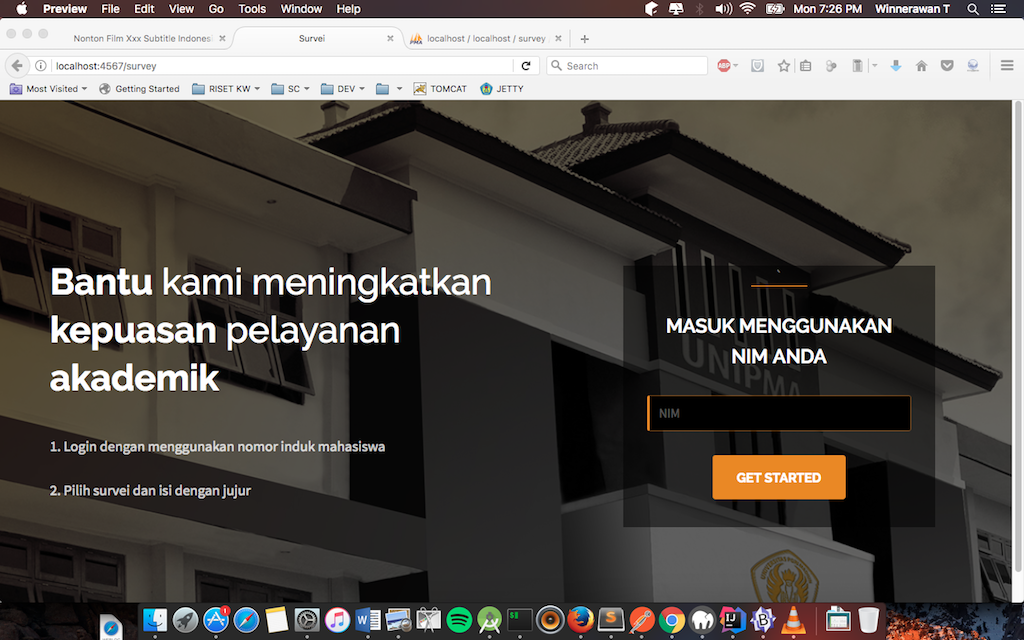 Preview File Edit View Go Tools Window Help Mon 7:26 PM Winnerawan T
Nonton Film Xxx Subtitle Indones
Survei
localhost / localhost / survey
localhost:4567/survey
Search
ABP
Most Visited Getting Started RISET KW SC DEV TOMCAT JETTY
Bantu kami meningkatkan
kepuasan pelayanan
akademik
1. Login dengan menggunakan nomor induk mahasiswa
2. Pilih survei dan isi dengan jujur
UNIPMA
MASUK MENGGUNAKAN
NIM ANDA
NIM
GET STARTED